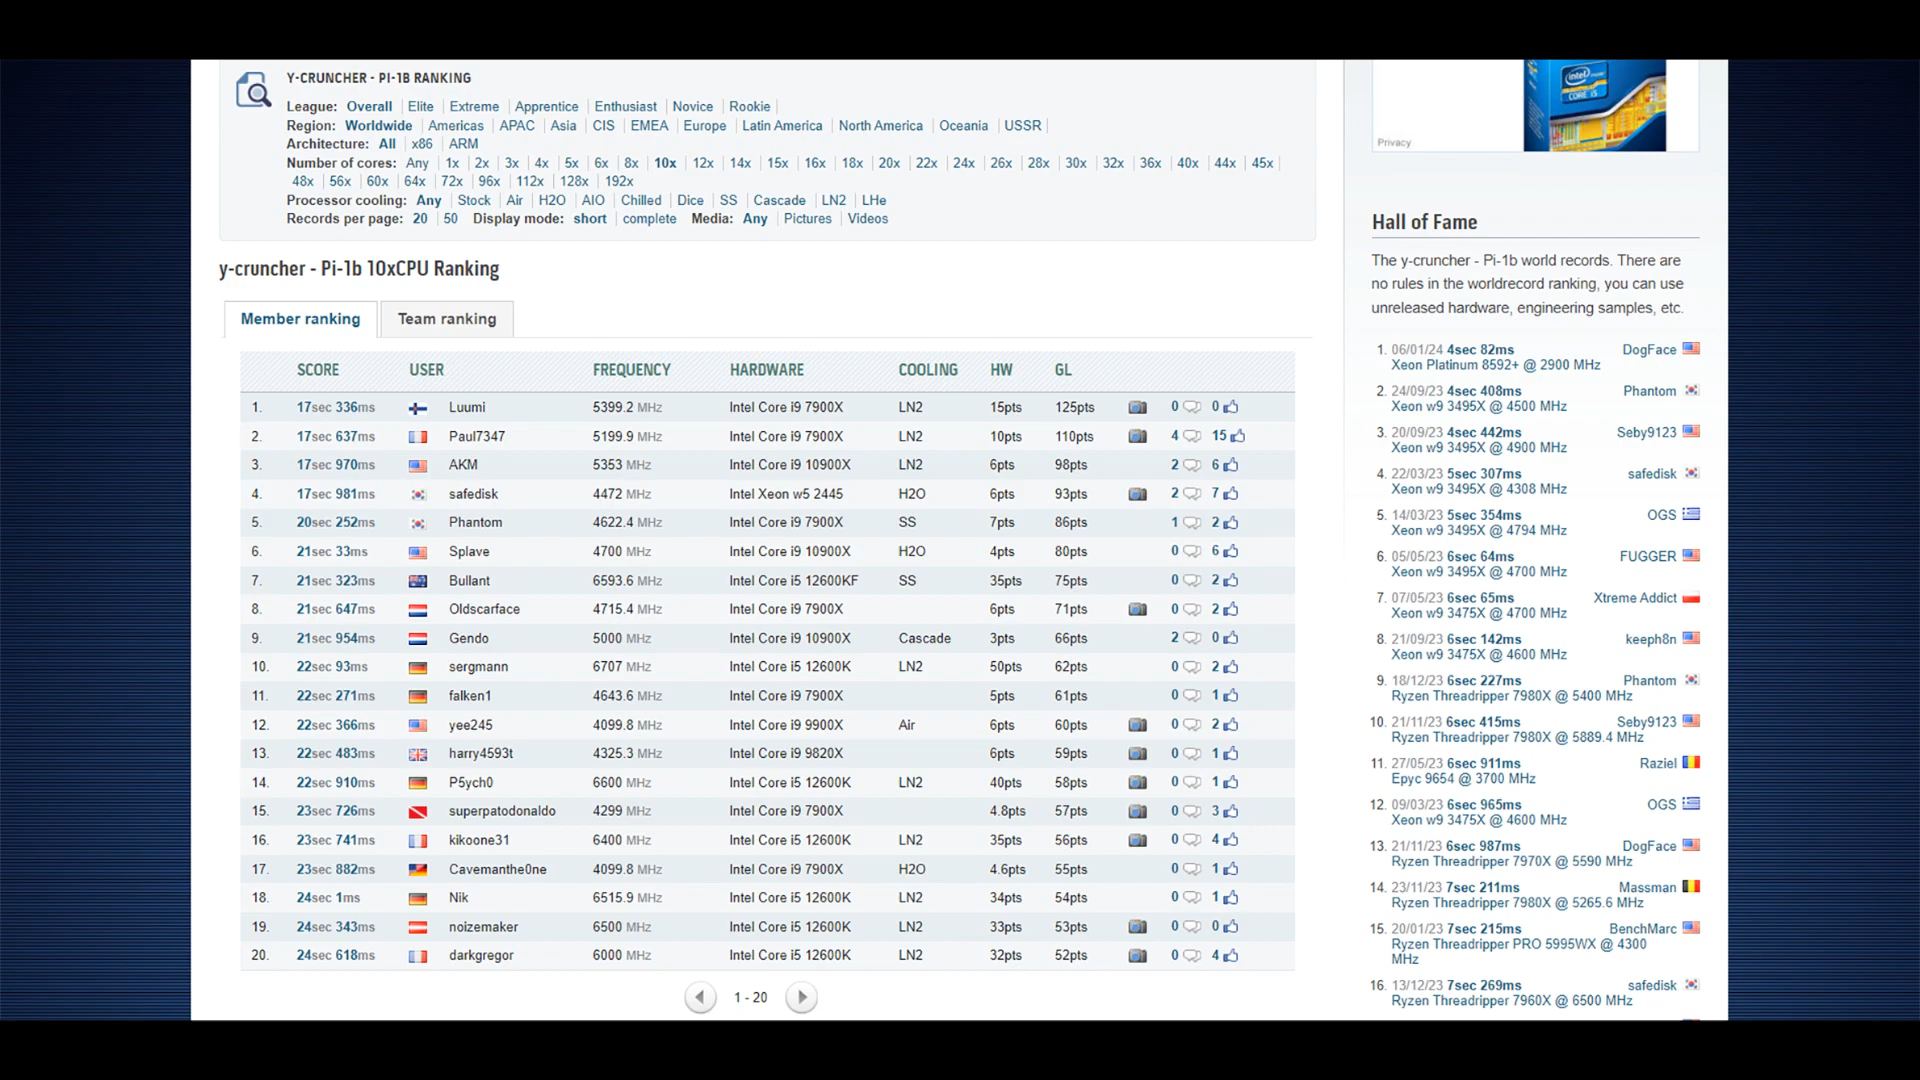 Y-CRUNCHER - PI-1B RANKING
League: Overall | Elite | Extreme | Apprentice | Enthusiast | Novice | Rookie |
Region: Worldwide | Americas | APAC | Asia | CIS | EMEA | Europe | Latin America | North America | Oceania | USSR |
Architecture: All | x86 | ARM
Number of cores: Any | 1x | 2x | 3x | 4x | 5x | 6x | 8x | 10x | 12x | 14x | 15x | 16x | 18x | 20x | 22x | 24x | 26x | 28x | 30x | 32x | 36x | 40x | 44x | 45x |
48x | 56x | 60x | 64x | 72x | 96x | 112x | 128x | 192x
Processor cooling: Any | Stock | Air | H2O | AIO | Chilled | Dice | SS | Cascade | LN2 | LHe
Records per page: 20 | 50 Display mode: short | complete Media: Any | Pictures | Videos
y-cruncher - Pi-1b 10xCPU Ranking
Member ranking Team ranking
SCORE USER FREQUENCY HARDWARE COOLING HW GL
1. 17sec 336ms Luumi 5399.2 MHz Intel Core i9 7900X LN2 15pts 125pts 0 0
2. 17sec 637ms Paul7347 5199.9 MHz Intel Core i9 7900X LN2 10pts 110pts 4 15
3. 17sec 970ms AKM 5353 MHz Intel Core i9 10900X LN2 6pts 98pts 2 6
4. 17sec 981ms safedisk 4472 MHz Intel Xeon w5 2445 H2O 6pts 93pts 2 7
5. 20sec 252ms Phantom 4622.4 MHz Intel Core i9 7900X SS 7pts 86pts 1 2
6. 21sec 33ms Splave 4700 MHz Intel Core i9 10900X H2O 4pts 80pts 0 6
7. 21sec 323ms Bullant 6593.6 MHz Intel Core i5 12600KF SS 35pts 75pts 0 2
8. 21sec 647ms Oldscarface 4715.4 MHz Intel Core i9 7900X 6pts 71pts 0 2
9. 21sec 954ms Gendo 5000 MHz Intel Core i9 10900X Cascade 3pts 66pts 2 0
10. 22sec 93ms sergmann 6707 MHz Intel Core i5 12600K LN2 50pts 62pts 0 2
11. 22sec 271ms falken1 4643.6 MHz Intel Core i9 7900X 5pts 61pts 0 1
12. 22sec 366ms yee245 4099.8 MHz Intel Core i9 9900X Air 6pts 60pts 0 2
13. 22sec 483ms harry4593t 4325.3 MHz Intel Core i9 9820X 6pts 59pts 0 1
14. 22sec 910ms P5ych0 6600 MHz Intel Core i5 12600K LN2 40pts 58pts 0 1
15. 23sec 726ms superpatodonaldo 4299 MHz Intel Core i9 7900X 4.8pts 57pts 0 3
16. 23sec 741ms kikoone31 6400 MHz Intel Core i5 12600K LN2 35pts 56pts 0 4
17. 23sec 882ms Cavemanthe0ne 4099.8 MHz Intel Core i9 7900X H2O 4.6pts 55pts 0 1
18. 24sec 1ms Nik 6515.9 MHz Intel Core i5 12600K LN2 34pts 54pts 0 1
19. 24sec 343ms noizemaker 6500 MHz Intel Core i5 12600K LN2 33pts 53pts 0 0
20. 24sec 618ms darkgregor 6000 MHz Intel Core i5 12600K LN2 32pts 52pts 0 4
1 - 20
intel
CORE i5
Privacy
Hall of Fame
The y-cruncher - Pi-1b world records. There are
no rules in the worldrecord ranking, you can use
unreleased hardware, engineering samples, etc.
1. 06/01/24 4sec 82ms DogFace
Xeon Platinum 8592+ @ 2900 MHz
2. 24/09/23 4sec 408ms Phantom
Xeon w9 3495X @ 4500 MHz
3. 20/09/23 4sec 442ms Seby9123
Xeon w9 3495X @ 4900 MHz
4. 22/03/23 5sec 307ms safedisk
Xeon w9 3495X @ 4308 MHz
5. 14/03/23 5sec 354ms OGS
Xeon w9 3495X @ 4794 MHz
6. 05/05/23 6sec 64ms FUGGER
Xeon w9 3495X @ 4700 MHz
7. 07/05/23 6sec 65ms Xtreme Addict
Xeon w9 3475X @ 4700 MHz
8. 21/09/23 6sec 142ms keeph8n
Xeon w9 3475X @ 4600 MHz
9. 18/12/23 6sec 227ms Phantom
Ryzen Threadripper 7980X @ 5400 MHz
10. 21/11/23 6sec 415ms Seby9123
Ryzen Threadripper 7980X @ 5889.4 MHz
11. 27/05/23 6sec 911ms Raziel
Epyc 9654 @ 3700 MHz
12. 09/03/23 6sec 965ms OGS
Xeon w9 3475X @ 4600 MHz
13. 21/11/23 6sec 987ms DogFace
Ryzen Threadripper 7970X @ 5590 MHz
14. 23/11/23 7sec 211ms Massman
Ryzen Threadripper 7980X @ 5265.6 MHz
15. 20/01/23 7sec 215ms BenchMarc
Ryzen Threadripper PRO 5995WX @ 4300
MHz
16. 13/12/23 7sec 269ms safedisk
Ryzen Threadripper 7960X @ 6500 MHz